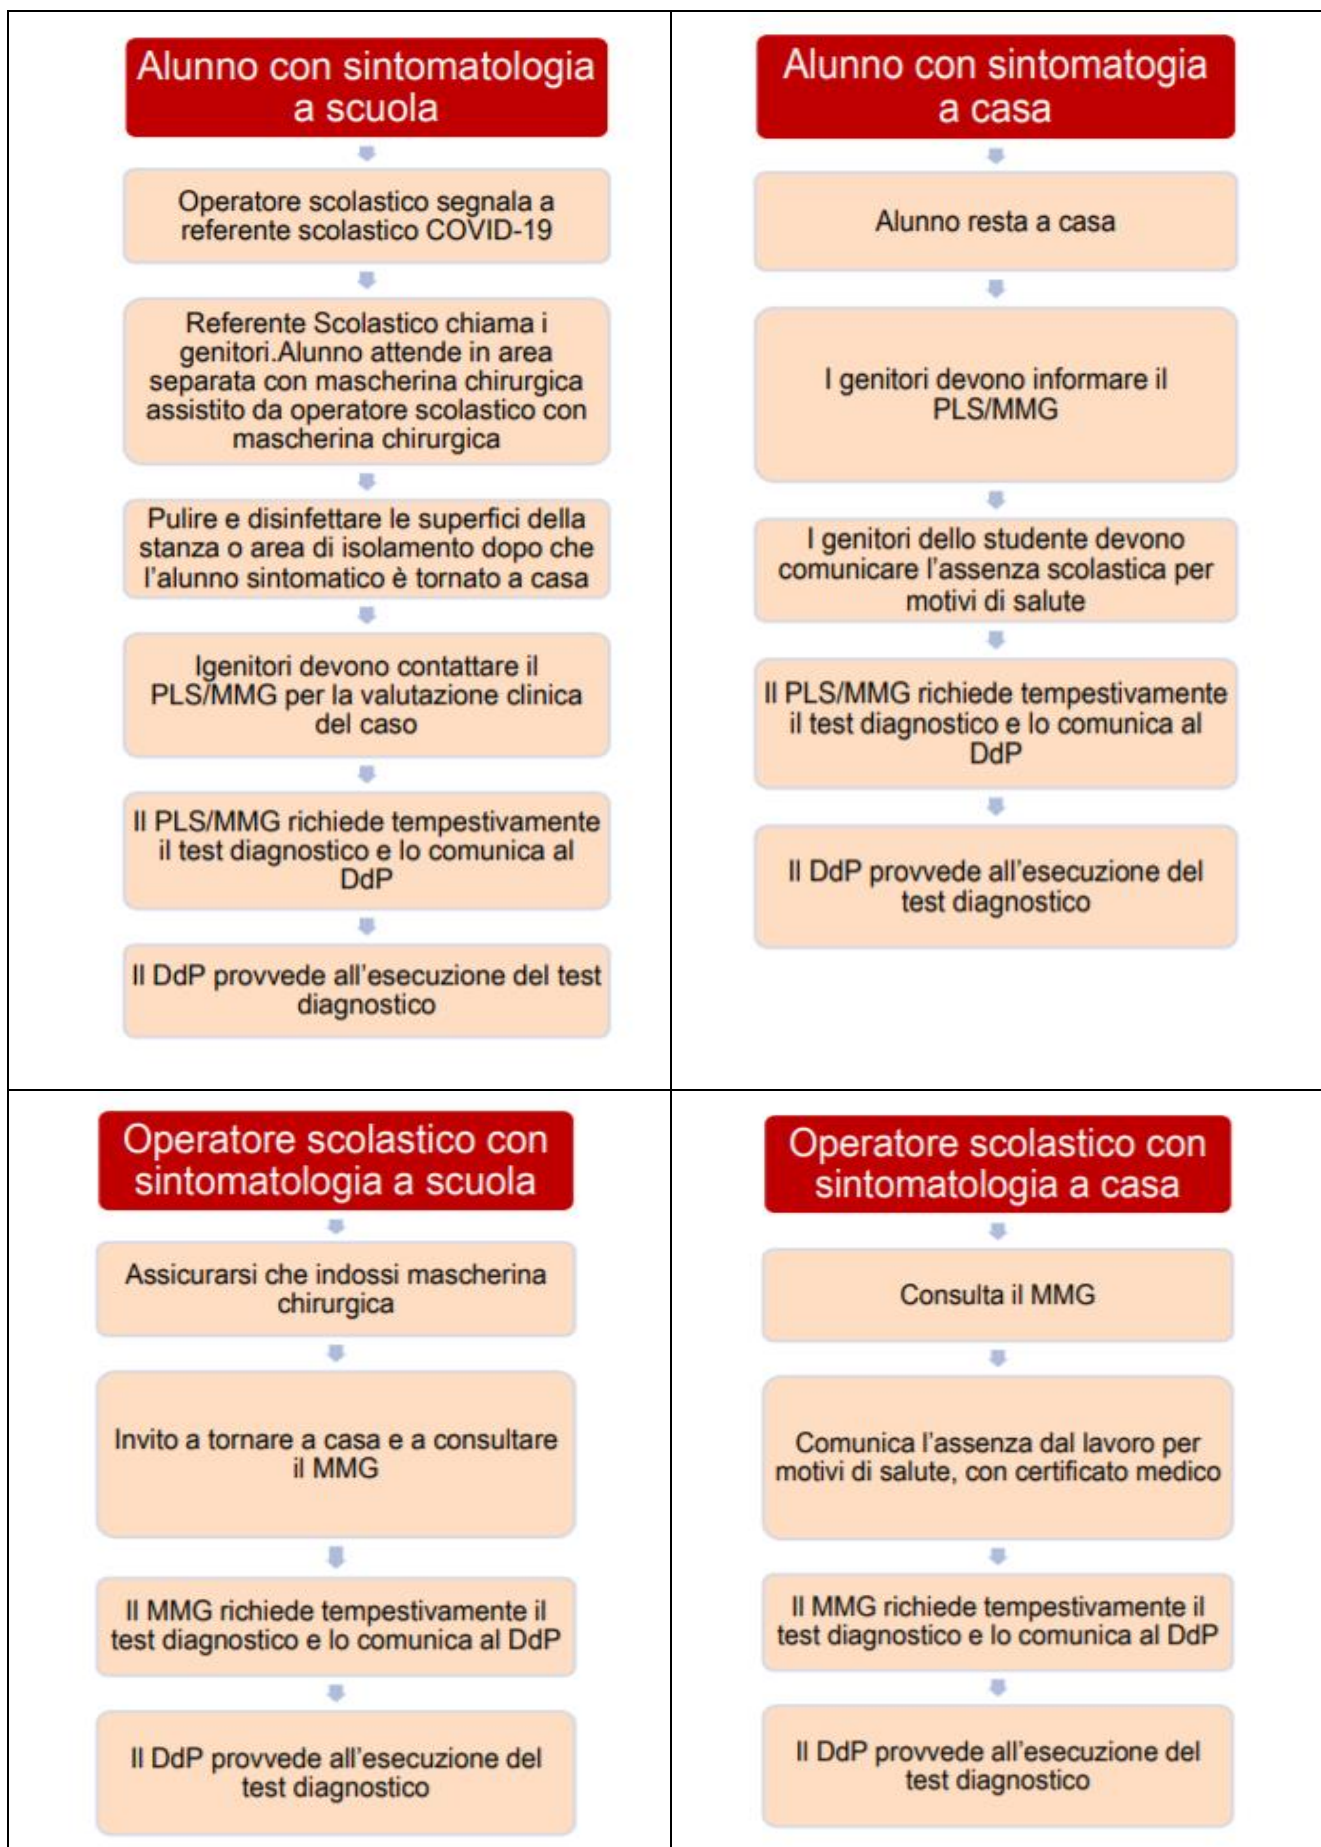 Alunno con sintomatologia
a scuola
Operatore scolastico segnala a
referente scolastico COVID-19
Referente Scolastico chiama i
genitori.Alunno attende in area
separata con mascherina chirurgica
assistito da operatore scolastico con
mascherina chirurgica
Pulire e disinfettare le superfici della
stanza o area di isolamento dopo che
l'alunno sintomatico è tornato a casa
Igenitori devono contattare il
PLS/MMG per la valutazione clinica
del caso
Il PLS/MMG richiede tempestivamente
il test diagnostico e lo comunica al
DdP
Il DdP provvede all'esecuzione del test
diagnostico
Alunno con sintomatogia
a casa
Alunno resta a casa
I genitori devono informare il
PLS/MMG
I genitori dello studente devono
comunicare l'assenza scolastica per
motivi di salute
Il PLS/MMG richiede tempestivamente
il test diagnostico e lo comunica al
DdP
Il DdP provvede all'esecuzione del
test diagnostico
Operatore scolastico con
sintomatologia a scuola
Assicurarsi che indossi mascherina
chirurgica
Invito a tornare a casa e a consultare
il MMG
Il MMG richiede tempestivamente il
test diagnostico e lo comunica al DdP
Il DdP provvede all'esecuzione del
test diagnostico
Operatore scolastico con
sintomatologia a casa
Consulta il MMG
Comunica l'assenza dal lavoro per
motivi di salute, con certificato medico
Il MMG richiede tempestivamente il
test diagnostico e lo comunica al DdP
Il DdP provvede all'esecuzione del
test diagnostico